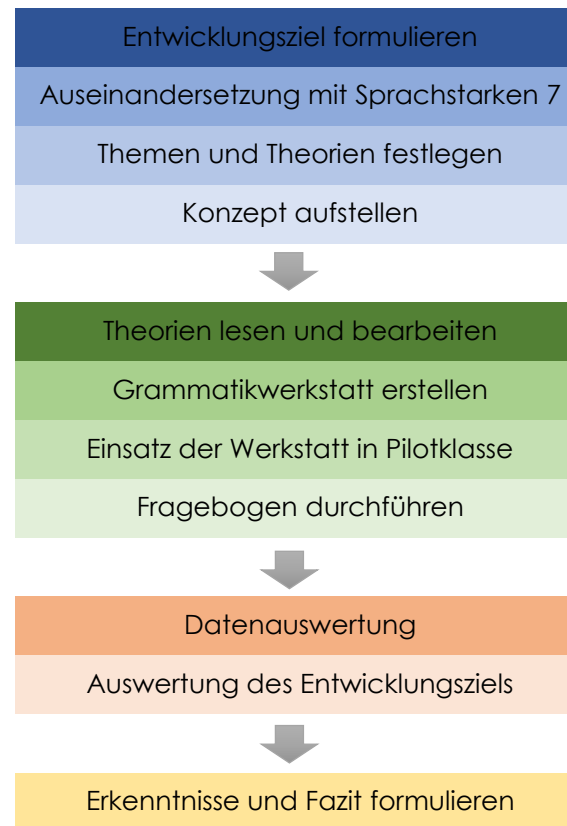 Entwicklungsziel formulieren
Auseinandersetzung mit Sprachstarken 7
Themen und Theorien festlegen
Konzept aufstellen
Theorien lesen und bearbeiten
Grammatikwerkstatt erstellen
Einsatz der Werkstatt in Pilotklasse
Fragebogen durchführen
Datenauswertung
Auswertung des Entwicklungsziels
Erkenntnisse und Fazit formulieren